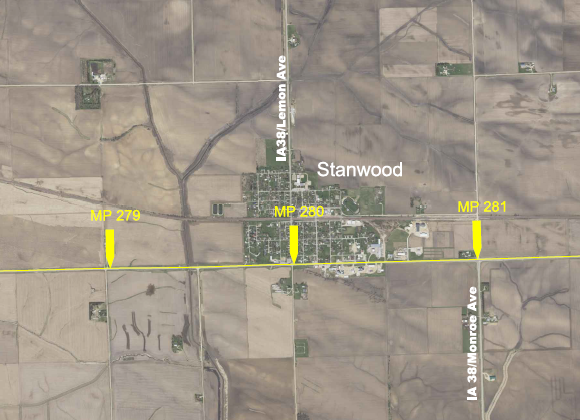 IA38/Lemon Ave
Stanwood
MP 279
MP 280
MP 281
IA 38/Monroe Ave